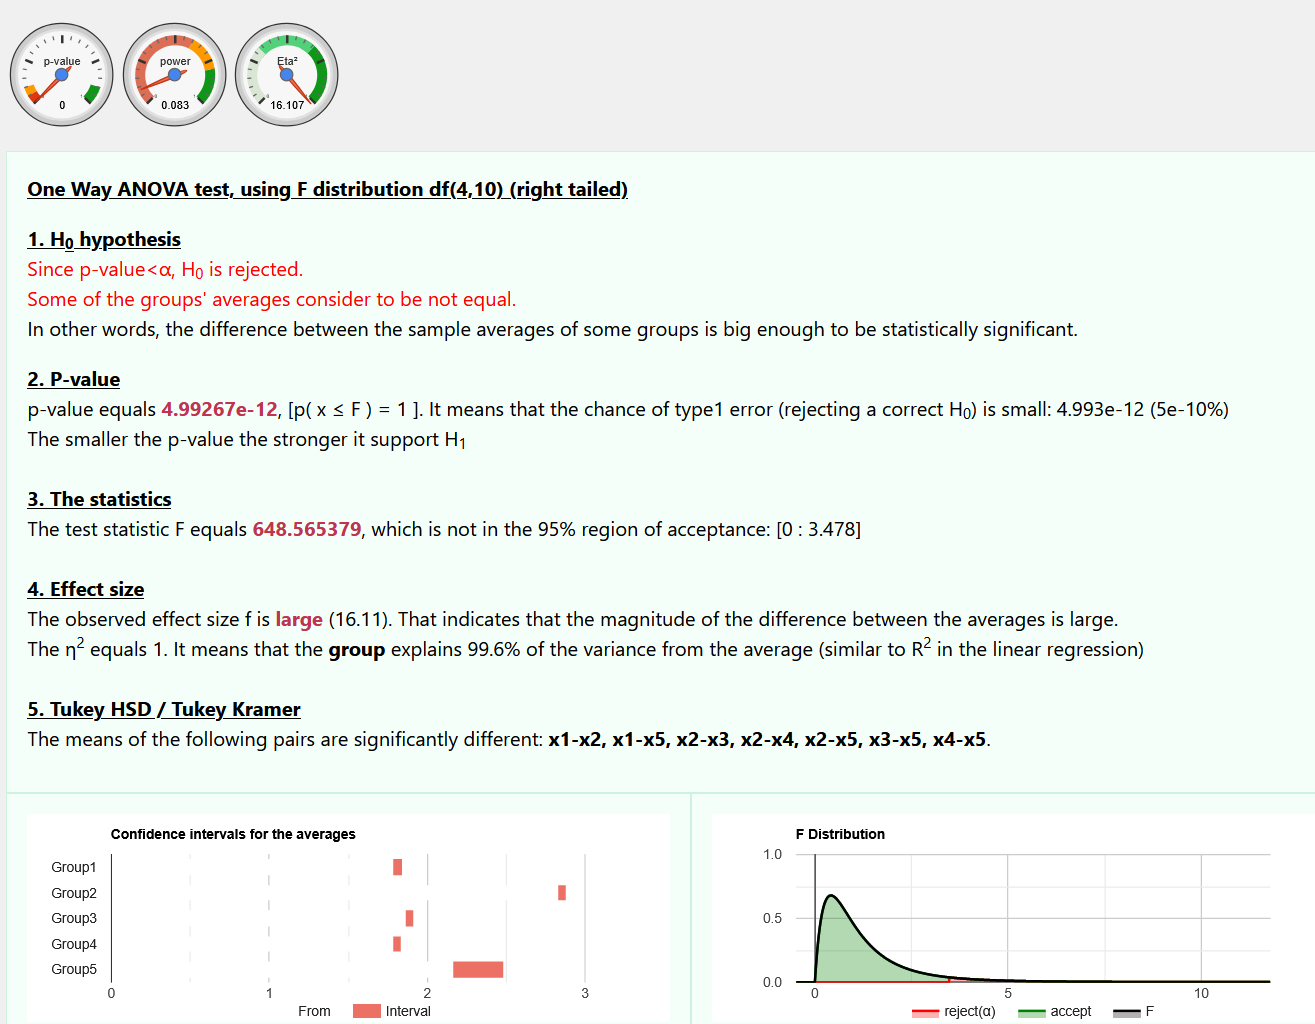 p-value
0
power
0.083
Eta²
16.107
One Way ANOVA test, using F distribution df(4,10) (right tailed)
1. H₀ hypothesis
Since p-value<α, H₀ is rejected.
Some of the groups' averages consider to be not equal.
In other words, the difference between the sample averages of some groups is big enough to be statistically significant.
2. P-value
p-value equals 4.99267e-12, [p( x ≤ F ) = 1 ]. It means that the chance of type1 error (rejecting a correct H₀) is small: 4.993e-12 (5e-10%)
The smaller the p-value the stronger it support H₁
3. The statistics
The test statistic F equals 648.565379, which is not in the 95% region of acceptance: [0 : 3.478]
4. Effect size
The observed effect size f is large (16.11). That indicates that the magnitude of the difference between the averages is large.
The η² equals 1. It means that the group explains 99.6% of the variance from the average (similar to R² in the linear regression)
5. Tukey HSD / Tukey Kramer
The means of the following pairs are significantly different: x1-x2, x1-x5, x2-x3, x2-x4, x2-x5, x3-x5, x4-x5.
Confidence intervals for the averages
Group1
Group2
Group3
Group4
Group5
0 1 2 3
From Interval
F Distribution
1.0
0.5
0.0
0 5 10
reject(α) accept F